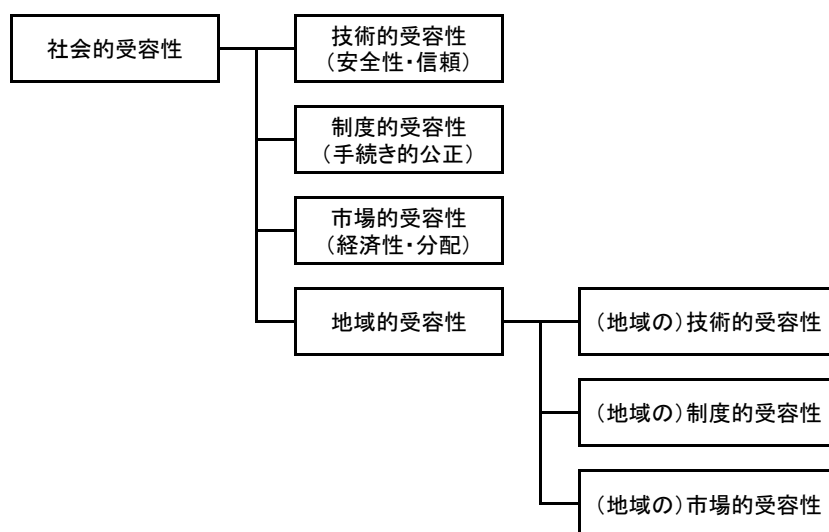 社会的受容性
技術的受容性
（安全性・信頼）
制度的受容性
（手続き的公正）
市場的受容性
（経済性・分配）
地域的受容性
（地域の）技術的受容性
（地域の）制度的受容性
（地域の）市場的受容性